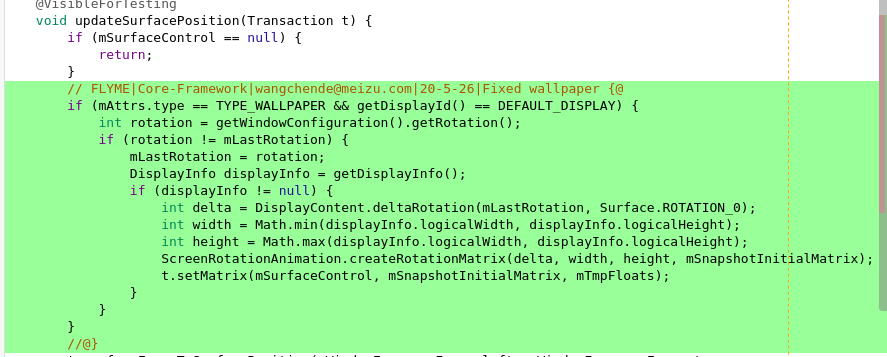 @VisibleForTesting
void updateSurfacePosition(Transaction t) {
if (mSurfaceControl == null) {
return;
}
// FLYME|Core-Framework|wangchende@meizu.com|20-5-26|Fixed wallpaper {@
if (mAttrs.type == TYPE_WALLPAPER && getDisplayId() == DEFAULT_DISPLAY) {
int rotation = getWindowConfiguration().getRotation();
if (rotation != mLastRotation) {
mLastRotation = rotation;
DisplayInfo displayInfo = getDisplayInfo();
if (displayInfo != null) {
int delta = DisplayContent.deltaRotation(mLastRotation, Surface.ROTATION_0);
int width = Math.min(displayInfo.logicalWidth, displayInfo.logicalHeight);
int height = Math.max(displayInfo.logicalWidth, displayInfo.logicalHeight);
ScreenRotationAnimation.createRotationMatrix(delta, width, height, mSnapshotInitialMatrix);
t.setMatrix(mSurfaceControl, mSnapshotInitialMatrix, mTmpFloats);
}
}
}
//@}